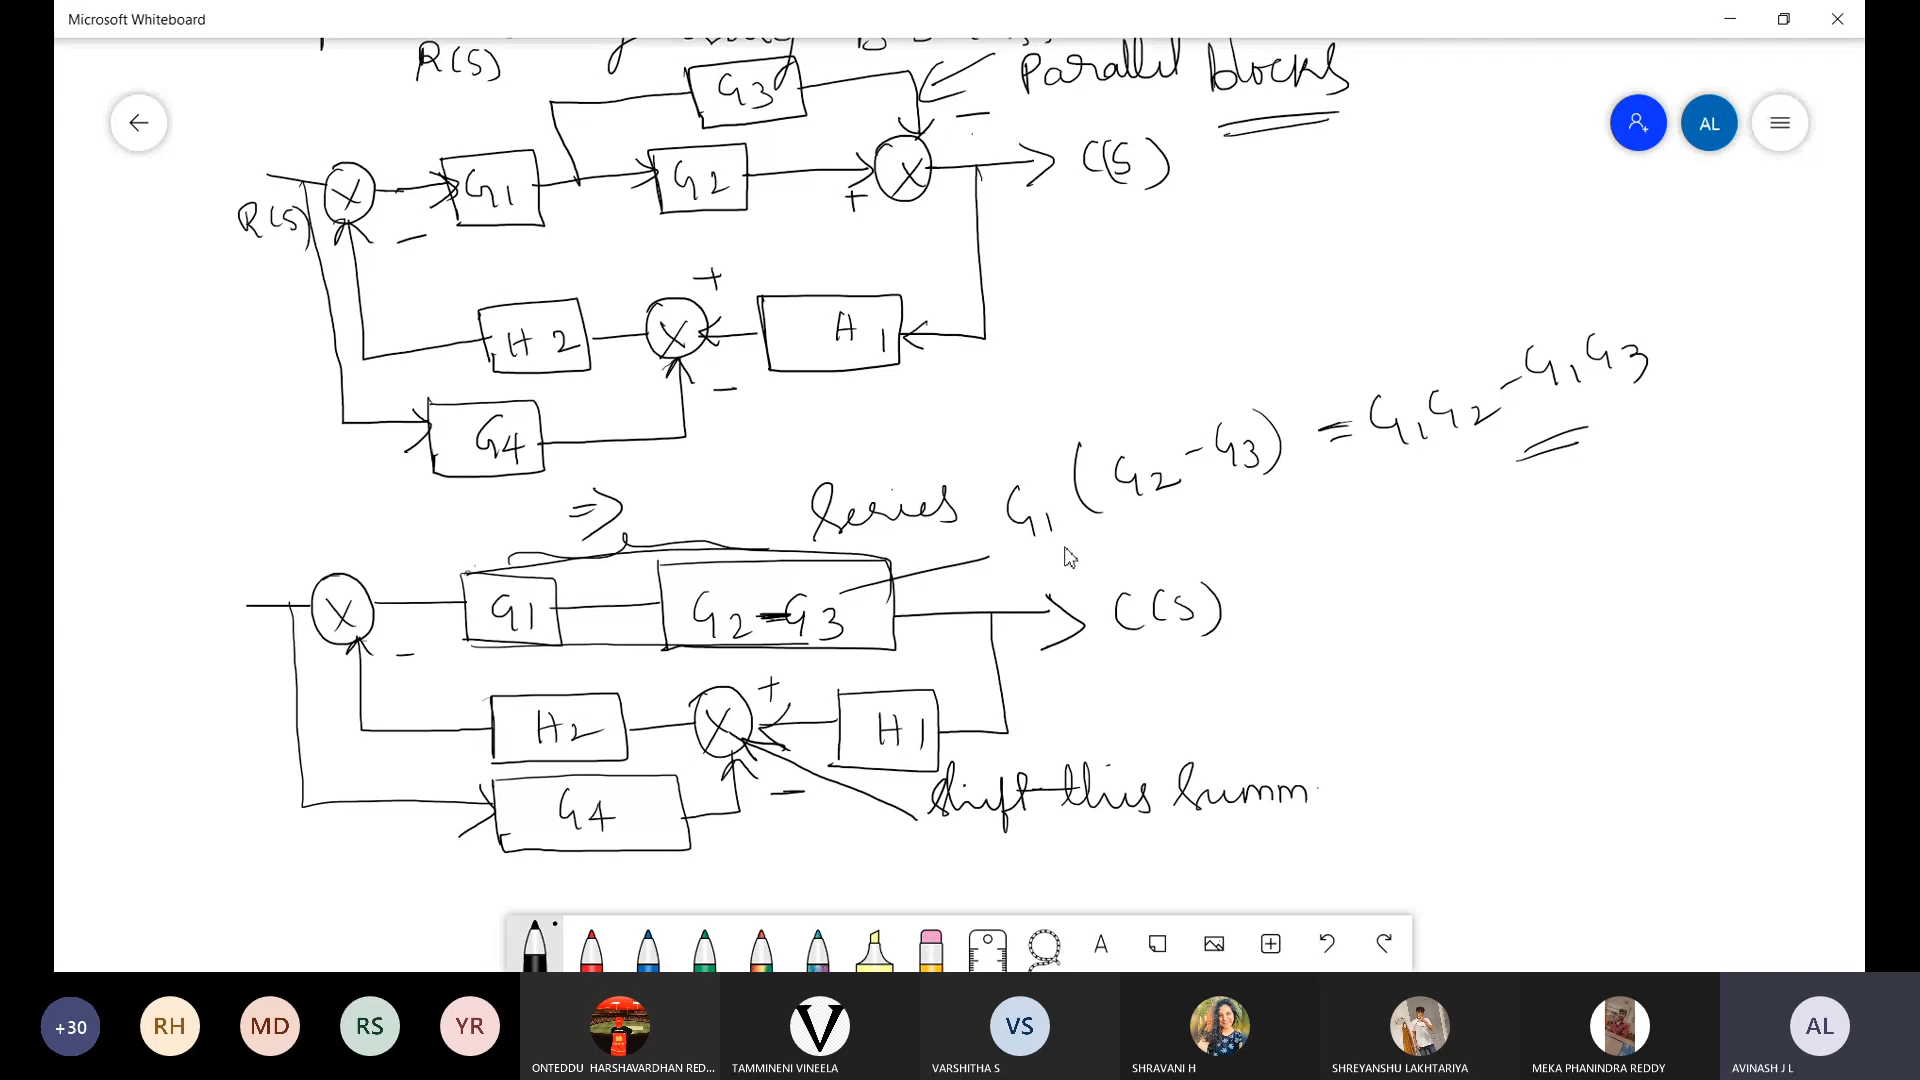 Microsoft Whiteboard
R(S)
Parallel blocks
G3
-
C(S)
X
G1
G2
X
+
R(S)
-
+
H2
X
H1
-
G4
=>
Series G1 (G2-G3) = G1G2-G1G3
X
G1
G2-G3
C(S)
-
+
H2
X
H1
Shift this Summ
G4
-
A
+30
RH
MD
RS
YR
V
VS
AL
AL
ONTEDDU HARSHAVARDHAN RED...
TAMMINENI VINEELA
VARSHITHA S
SHRAVANI H
SHREYANSHU LAKHTARIYA
MEKA PHANINDRA REDDY
AVINASH J L